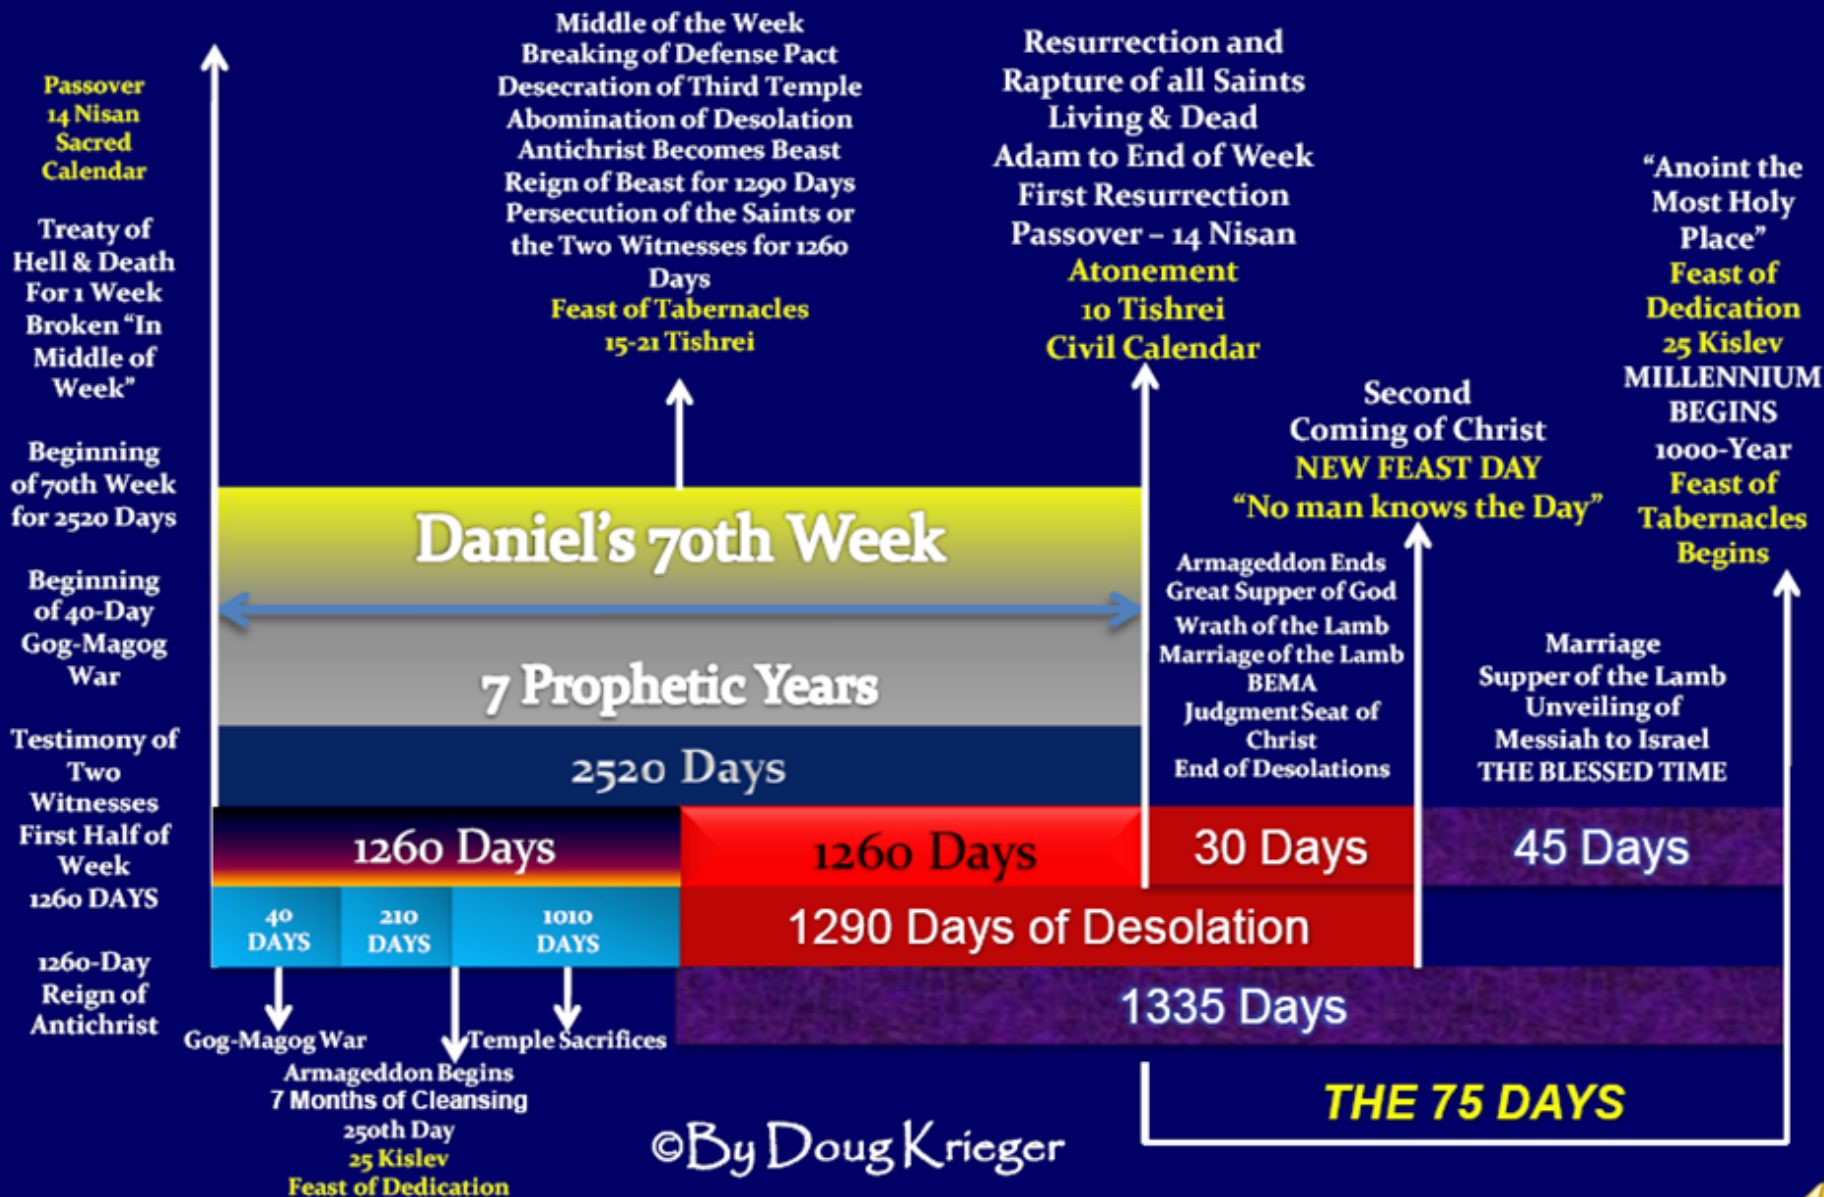 Passover
14 Nisan
Sacred
Calendar
Treaty of
Hell & Death
For 1 Week
Broken “In
Middle of
Week”
Beginning
of 70th Week
for 2520 Days
Beginning
of 40-Day
Gog-Magog
War
Testimony of
Two
Witnesses
First Half of
Week
1260 DAYS
1260-Day
Reign of
Antichrist
Middle of the Week
Breaking of Defense Pact
Desecration of Third Temple
Abomination of Desolation
Antichrist Becomes Beast
Reign of Beast for 1290 Days
Persecution of the Saints or
the Two Witnesses for 1260
Days
Feast of Tabernacles
15-21 Tishrei
Resurrection and
Rapture of all Saints
Living & Dead
Adam to End of Week
First Resurrection
Passover – 14 Nisan
Atonement
10 Tishrei
Civil Calendar
Second
Coming of Christ
NEW FEAST DAY
“No man knows the Day”
“Anoint the
Most Holy
Place”
Feast of
Dedication
25 Kislev
MILLENNIUM
BEGINS
1000-Year
Feast of
Tabernacles
Begins
Daniel’s 70th Week
7 Prophetic Years
2520 Days
Armageddon Ends
Great Supper of God
Wrath of the Lamb
Marriage of the Lamb
BEMA
Judgment Seat of
Christ
End of Desolations
Marriage
Supper of the Lamb
Unveiling of
Messiah to Israel
THE BLESSED TIME
1260 Days
1260 Days
30 Days
45 Days
40
DAYS
210
DAYS
1010
DAYS
1290 Days of Desolation
1335 Days
Gog-Magog War
Temple Sacrifices
Armageddon Begins
7 Months of Cleansing
250th Day
25 Kislev
Feast of Dedication
THE 75 DAYS
©By Doug Krieger